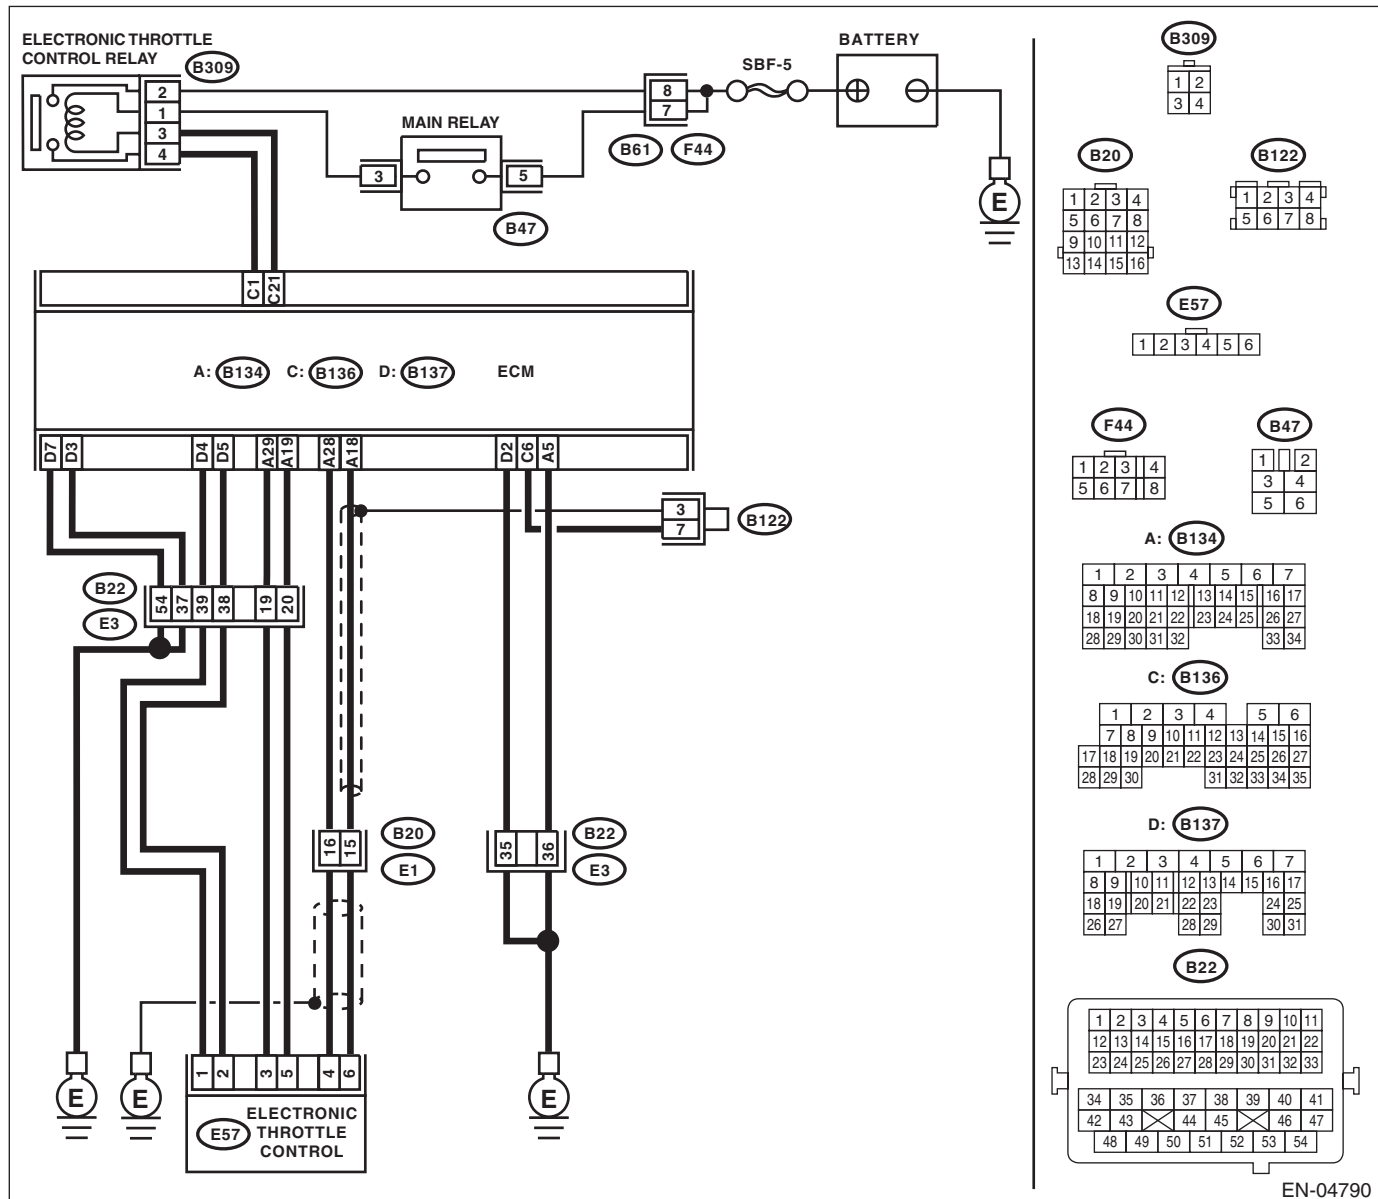 ELECTRONIC THROTTLE
CONTROL RELAY
B309
2
1
3
4
MAIN RELAY
3
5
B47
8
7
B61 F44
SBF-5
BATTERY
E
C1 C21
A: B134 C: B136 D: B137 ECM
D7 D3 D4 D5 A29 A19 A28 A18 D2 C6 A5
3
7
B122
B22
E3
54 37 39 38 19 20
16 15
B20
E1
35 36
B22
E3
E
E
E
1 2 3 5 4 6
E57
ELECTRONIC
THROTTLE
CONTROL
B309
1 2
3 4
B20
1 2 3 4
5 6 7 8
9 10 11 12
13 14 15 16
B122
1 2 3 4
5 6 7 8
E57
1 2 3 4 5 6
F44
1 2 3 4
5 6 7 8
B47
1 2
3 4
5 6
A: B134
1 2 3 4 5 6 7
8 9 10 11 12 13 14 15 16 17
18 19 20 21 22 23 24 25 26 27
28 29 30 31 32 33 34
C: B136
1 2 3 4 5 6
7 8 9 10 11 12 13 14 15 16
17 18 19 20 21 22 23 24 25 26 27
28 29 30 31 32 33 34 35
D: B137
1 2 3 4 5 6 7
8 9 10 11 12 13 14 15 16 17
18 19 20 21 22 23 24 25
26 27 28 29 30 31
B22
1 2 3 4 5 6 7 8 9 10 11
12 13 14 15 16 17 18 19 20 21 22
23 24 25 26 27 28 29 30 31 32 33
34 35 36 37 38 39 40 41
42 43 44 45 46 47
48 49 50 51 52 53 54
EN-04790